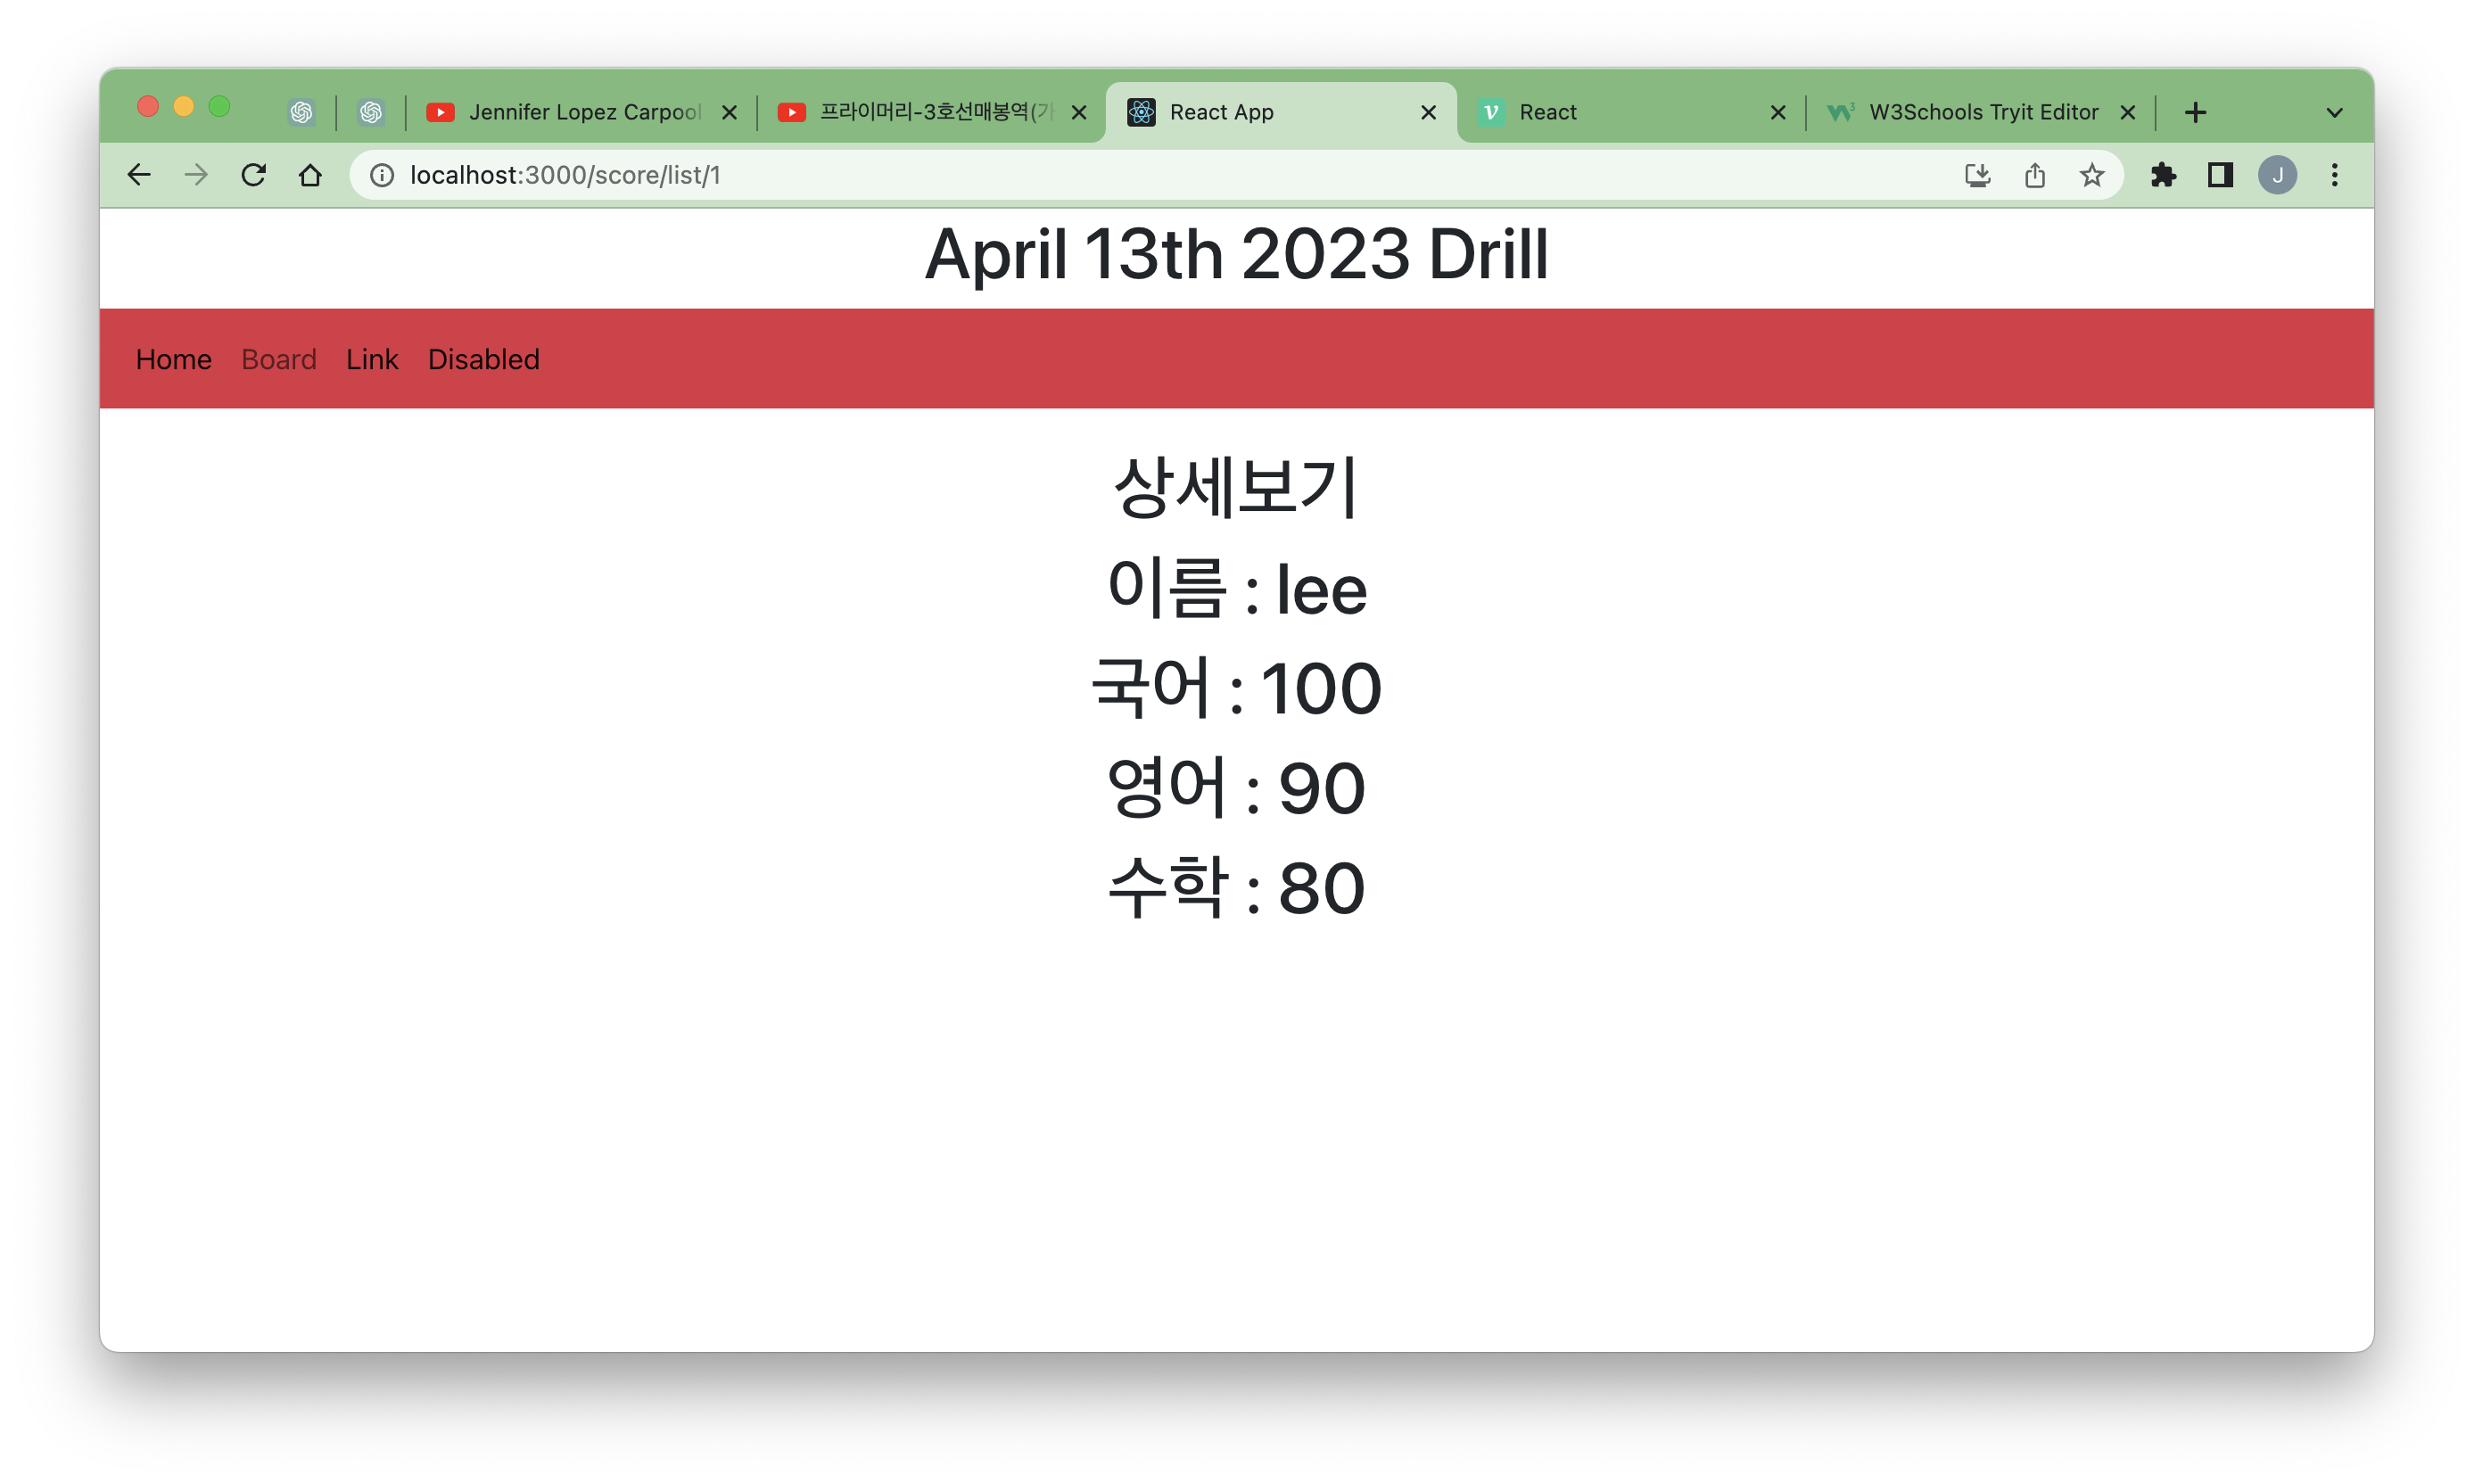 Jennifer Lopez Carpool
프라이머리-3호선매봉역(가
React App
React
W3Schools Tryit Editor
localhost:3000/score/list/1
J
April 13th 2023 Drill
Home Board Link Disabled
상세보기
이름 : lee
국어 : 100
영어 : 90
수학 : 80